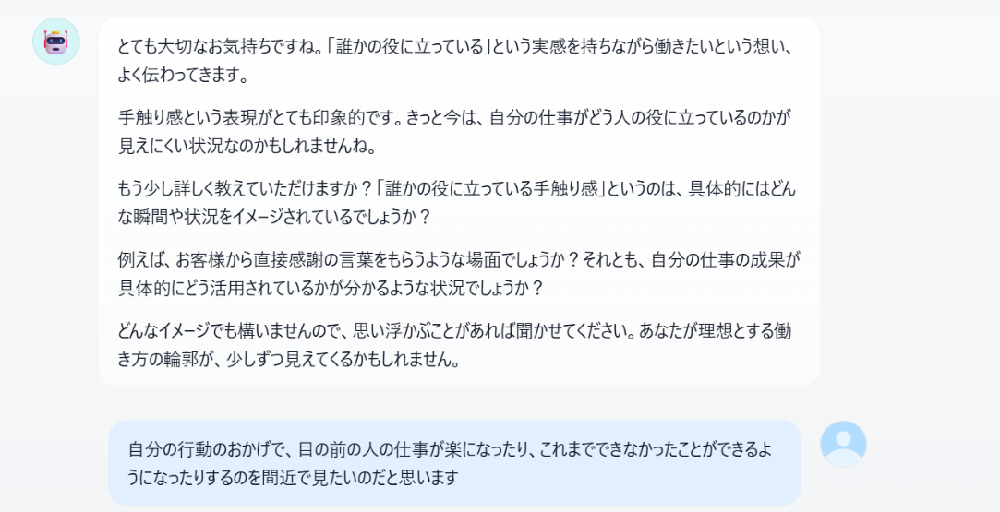 とても大切なお気持ちですね。「誰かの役に立っている」という実感を持ちながら働きたいという想い、
よく伝わってきます。
手触り感という表現がとても印象的です。きっと今は、自分の仕事がどう人の役に立っているのかが
見えにくい状況なのかもしれませんね。
もう少し詳しく教えていただけますか？「誰かの役に立っている手触り感」というのは、具体的にはどん
な瞬間や状況をイメージされているでしょうか？
例えば、お客様から直接感謝の言葉をもらうような場面でしょうか？それとも、自分の仕事の成果が
具体的にどう活用されているかが分かるような状況でしょうか？
どんなイメージでも構いませんので、思い浮かぶことがあれば聞かせてください。あなたが理想とする働
き方の輪郭が、少しずつ見えてくるかもしれません。
自分の行動のおかげで、目の前の人の仕事が楽になったり、これまでできなかったことができるよ
うになったりするのを間近で見たいのだと思います